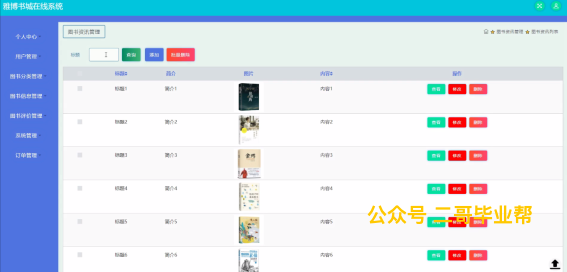 雅博书城在线系统
个人中心
用户管理
图书分类管理
图书信息管理
图书评价管理
系统管理
订单管理
图书资讯管理
图书资讯管理 图书资讯列表
标题 查询 添加 批量删除
标题 简介 图片 内容 操作
标题1 简介1 内容1 查看 修改 删除
标题2 简介2 内容2 查看 修改 删除
标题3 简介3 内容3 查看 修改 删除
标题4 简介4 内容4 查看 修改 删除
标题5 简介5 内容5 查看 修改 删除
标题6 简介6 内容6 查看 修改 删除
公众号 二哥毕业帮